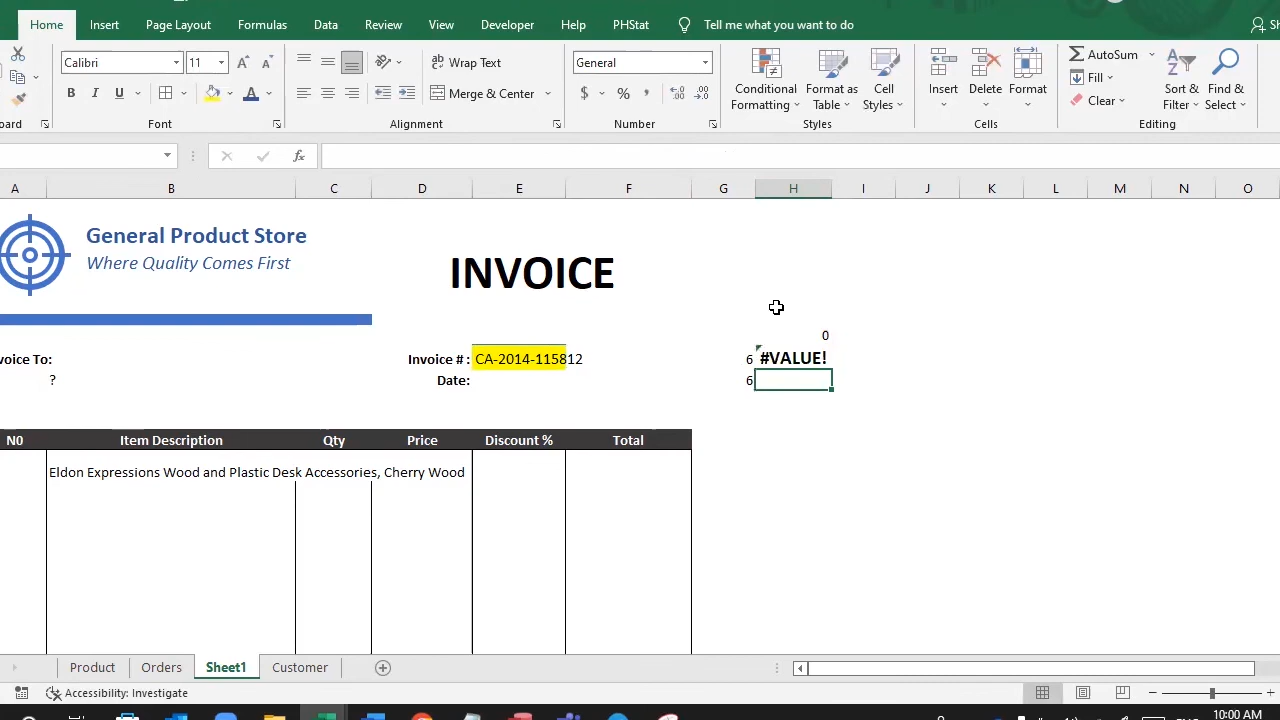 Home Insert Page Layout Formulas Data Review View Developer Help PHStat Tell me what you want to do
Calibri 11 Wrap Text General AutoSum
B I U Merge & Center $ % Conditional Formatting Format as Table Cell Styles Insert Delete Format Fill Clear Sort & Filter Find & Select
Font Alignment Number Styles Cells Editing
fx
A B C D E F G H I J K L M N O
General Product Store
Where Quality Comes First
INVOICE
0
voice To: Invoice # : CA-2014-115812 6 #VALUE!
? Date: 6
N0 Item Description Qty Price Discount % Total
Eldon Expressions Wood and Plastic Desk Accessories, Cherry Wood
Product Orders Sheet1 Customer
Accessibility: Investigate
10:00 AM